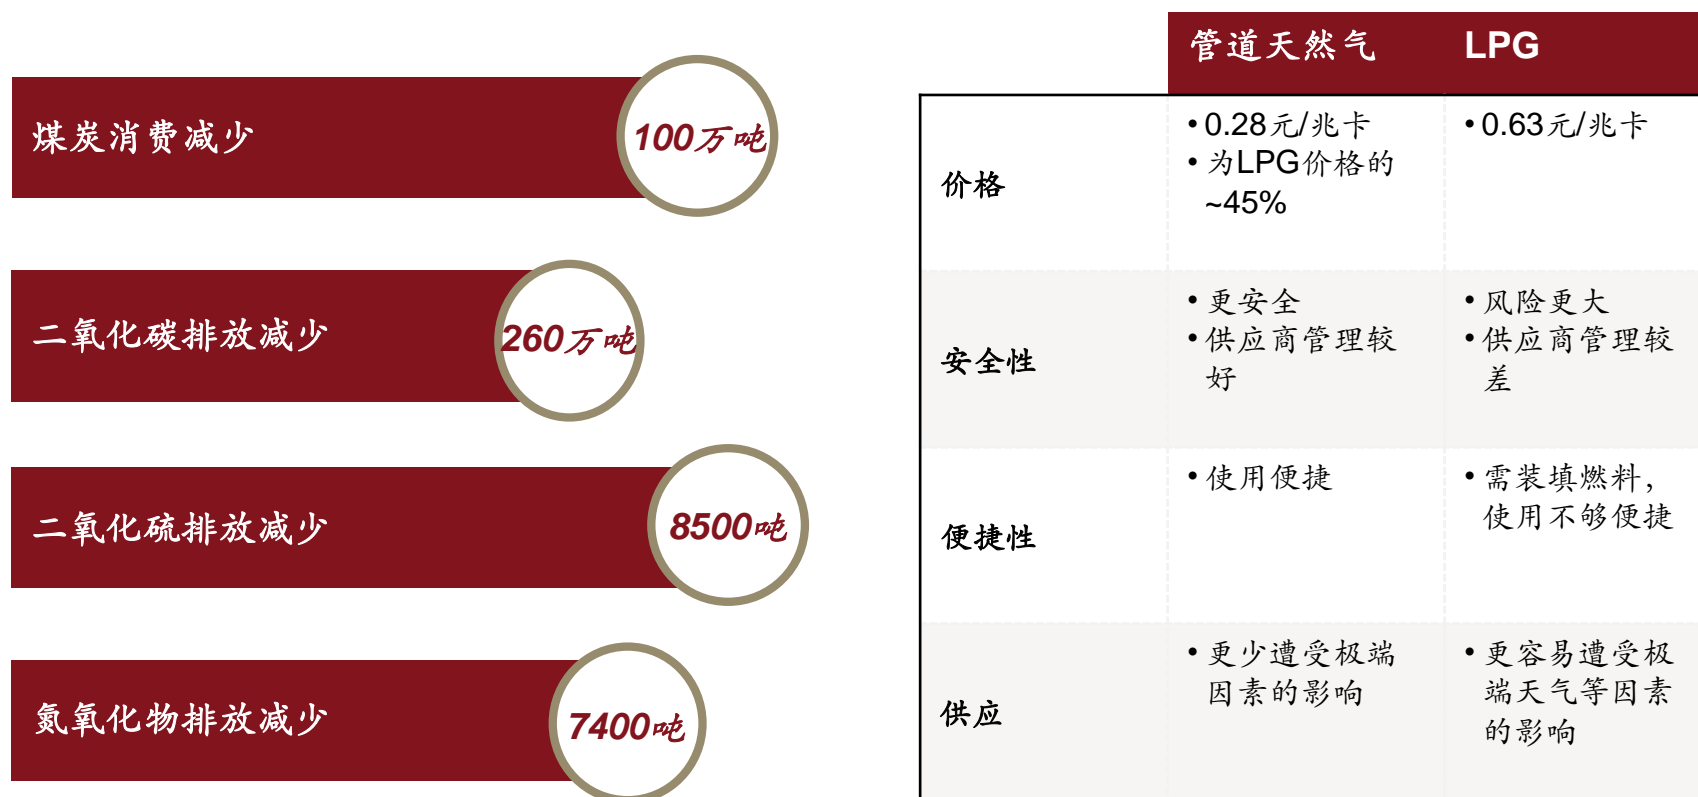 煤炭消费减少
100万吨
二氧化碳排放减少
260万吨
二氧化硫排放减少
8500吨
氮氧化物排放减少
7400吨
管道天然气 LPG
价格
• 0.28元/兆卡
• 为LPG价格的
~45%
• 0.63元/兆卡
安全性
• 更安全
• 供应商管理较
好
• 风险更大
• 供应商管理较
差
便捷性
• 使用便捷
• 需装填燃料，
使用不够便捷
供应
• 更少遭受极端
因素的影响
• 更容易遭受极
端天气等因素
的影响